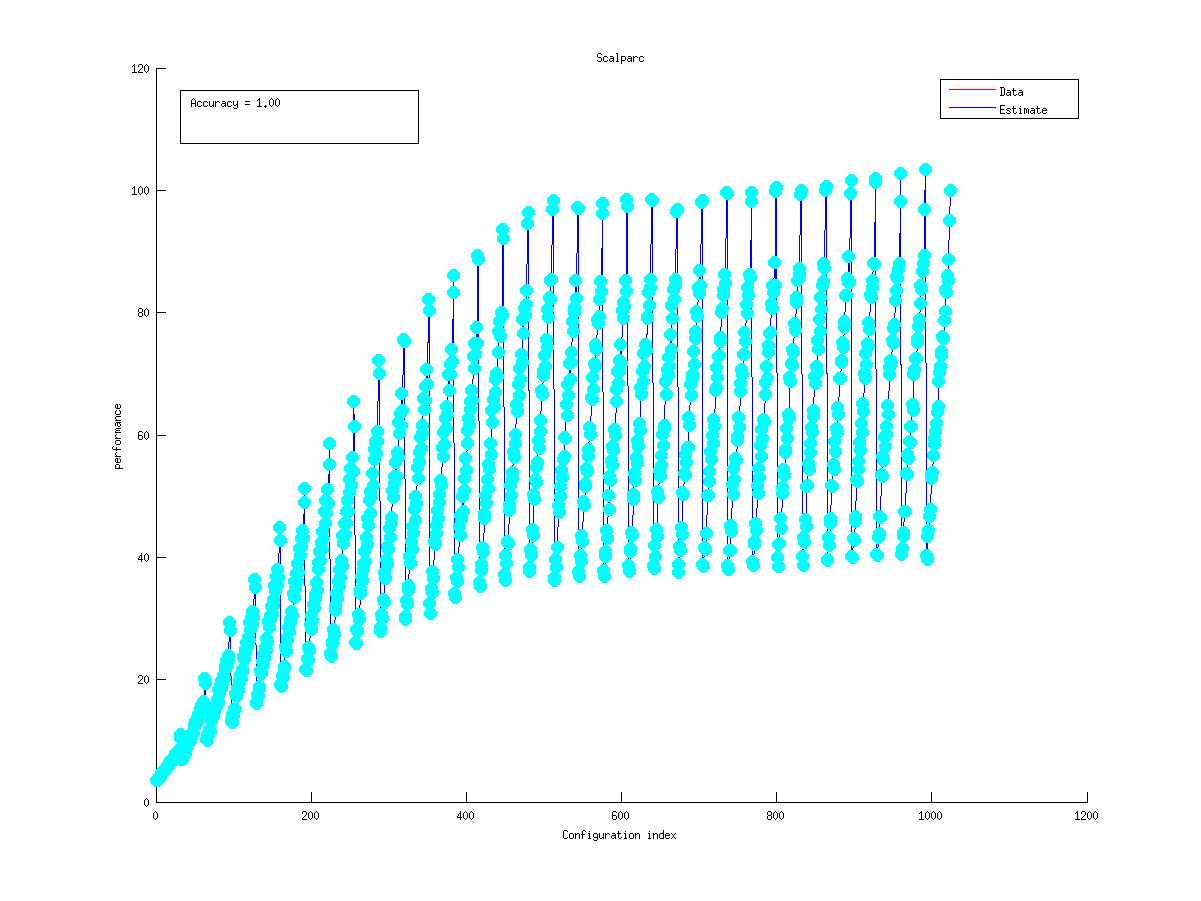 Scalparc
Accuracy = 1.00
Data
Estimate
120
100
80
60
40
20
0
performance
0 200 400 600 800 1000 1200
Configuration index